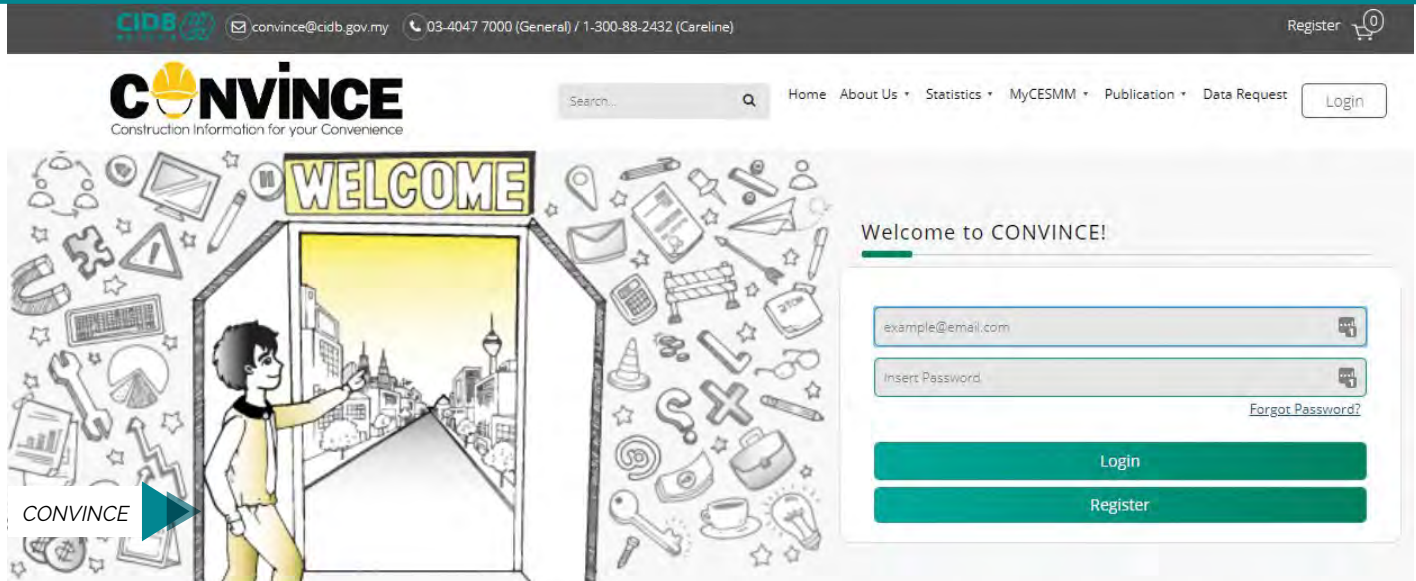 CIDB convince@cidb.gov.my 03-4047 7000 (General) / 1-300-88-2432 (Careline) Register 0
CONVINCE
Construction Information for your Convenience
Search... Home About Us Statistics MyCESMM Publication Data Request Login
WELCOME
Welcome to CONVINCE!
example@email.com
Insert Password
Forgot Password?
Login
Register
CONVINCE